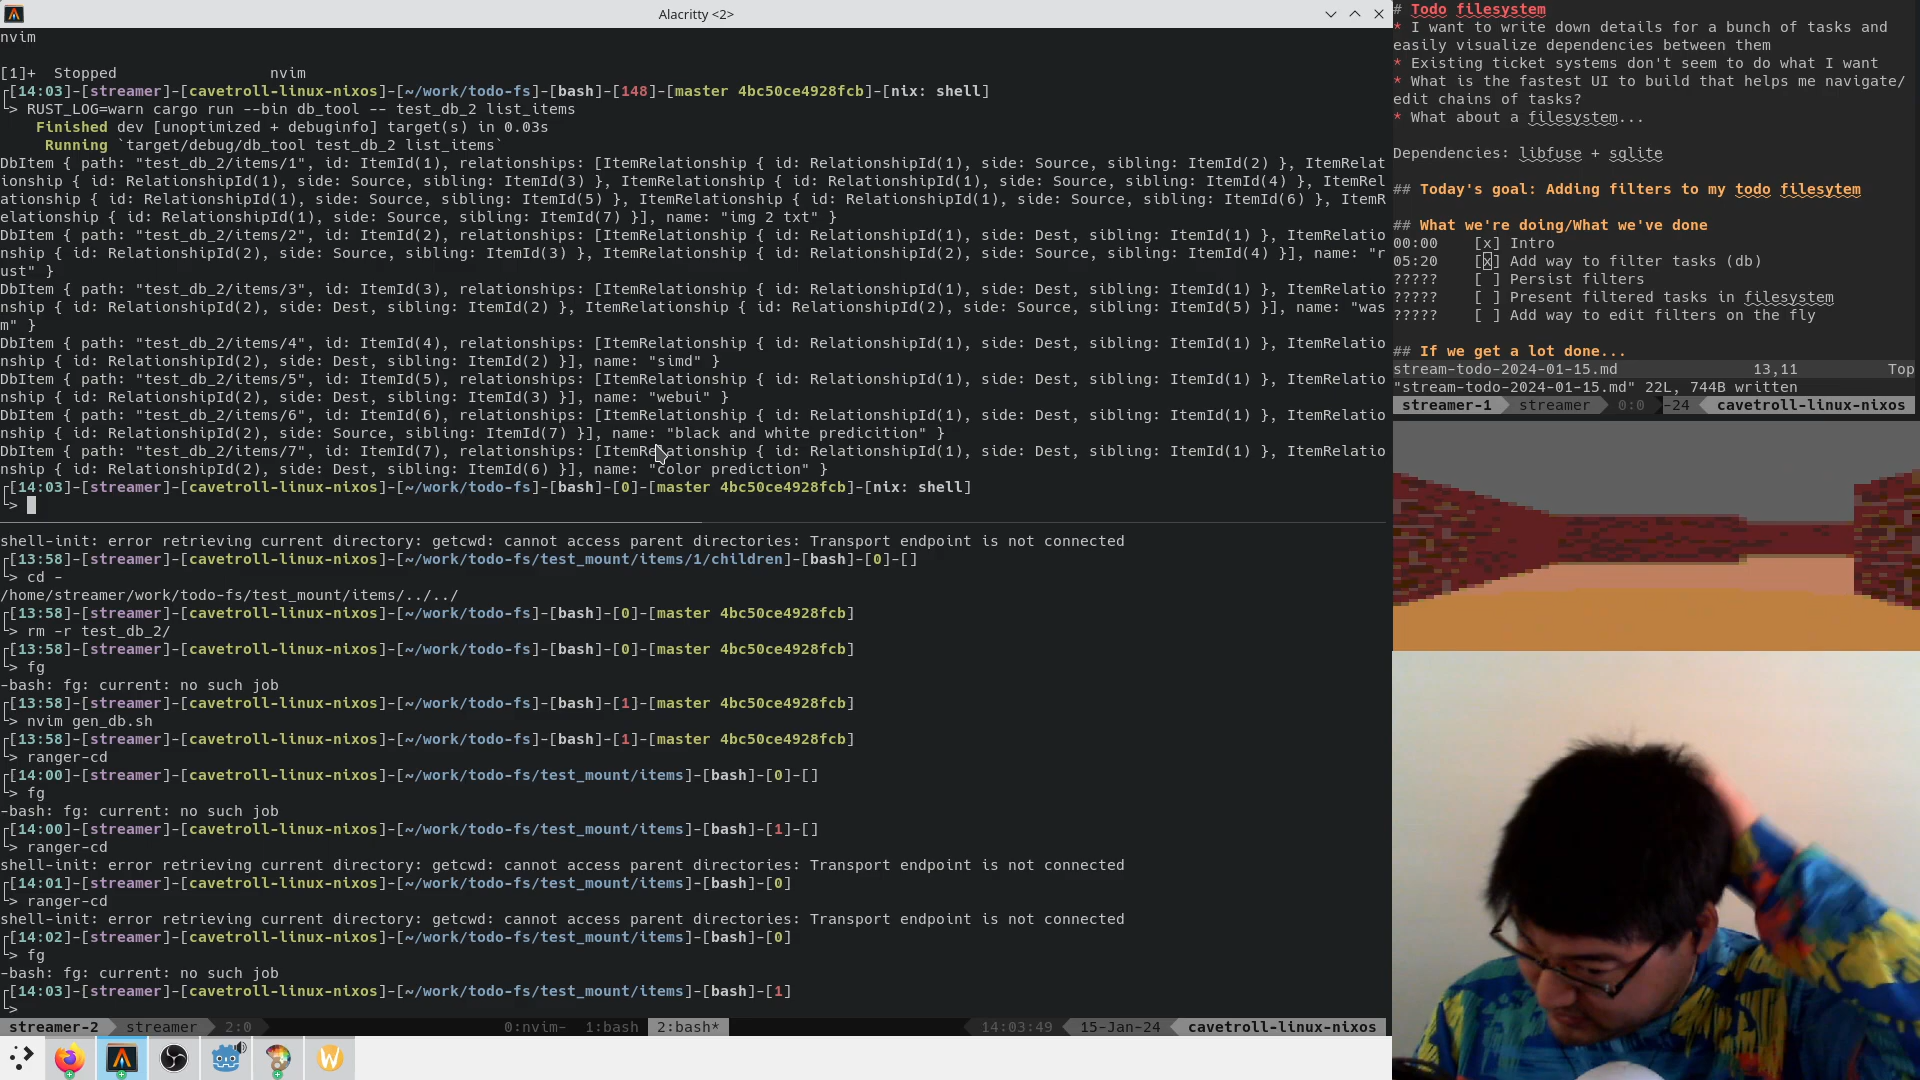 Alacritty <2>
nvim
[1]+  Stopped                 nvim
┌[14:03]-[streamer]-[cavetroll-linux-nixos]-[~/work/todo-fs]-[bash]-[148]-[master 4bc50ce4928fcb]-[nix: shell]
└> RUST_LOG=warn cargo run --bin db_tool -- test_db_2 list_items
    Finished dev [unoptimized + debuginfo] target(s) in 0.03s
     Running `target/debug/db_tool test_db_2 list_items`
DbItem { path: "test_db_2/items/1", id: ItemId(1), relationships: [ItemRelationship { id: RelationshipId(1), side: Source, sibling: ItemId(2) }, ItemRelat
ionship { id: RelationshipId(1), side: Source, sibling: ItemId(3) }, ItemRelationship { id: RelationshipId(1), side: Source, sibling: ItemId(4) }, ItemRel
ationship { id: RelationshipId(1), side: Source, sibling: ItemId(5) }, ItemRelationship { id: RelationshipId(1), side: Source, sibling: ItemId(6) }, ItemR
elationship { id: RelationshipId(1), side: Source, sibling: ItemId(7) }], name: "img 2 txt" }
DbItem { path: "test_db_2/items/2", id: ItemId(2), relationships: [ItemRelationship { id: RelationshipId(1), side: Dest, sibling: ItemId(1) }, ItemRelatio
nship { id: RelationshipId(2), side: Source, sibling: ItemId(3) }, ItemRelationship { id: RelationshipId(2), side: Source, sibling: ItemId(4) }], name: "r
ust" }
DbItem { path: "test_db_2/items/3", id: ItemId(3), relationships: [ItemRelationship { id: RelationshipId(1), side: Dest, sibling: ItemId(1) }, ItemRelatio
nship { id: RelationshipId(2), side: Dest, sibling: ItemId(2) }, ItemRelationship { id: RelationshipId(2), side: Source, sibling: ItemId(5) }], name: "was
m" }
DbItem { path: "test_db_2/items/4", id: ItemId(4), relationships: [ItemRelationship { id: RelationshipId(1), side: Dest, sibling: ItemId(1) }, ItemRelatio
nship { id: RelationshipId(2), side: Dest, sibling: ItemId(2) }], name: "simd" }
DbItem { path: "test_db_2/items/5", id: ItemId(5), relationships: [ItemRelationship { id: RelationshipId(1), side: Dest, sibling: ItemId(1) }, ItemRelatio
nship { id: RelationshipId(2), side: Dest, sibling: ItemId(3) }], name: "webui" }
DbItem { path: "test_db_2/items/6", id: ItemId(6), relationships: [ItemRelationship { id: RelationshipId(1), side: Dest, sibling: ItemId(1) }, ItemRelatio
nship { id: RelationshipId(2), side: Source, sibling: ItemId(7) }], name: "black and white predicition" }
DbItem { path: "test_db_2/items/7", id: ItemId(7), relationships: [ItemRelationship { id: RelationshipId(1), side: Dest, sibling: ItemId(1) }, ItemRelatio
nship { id: RelationshipId(2), side: Dest, sibling: ItemId(6) }], name: "color prediction" }
┌[14:03]-[streamer]-[cavetroll-linux-nixos]-[~/work/todo-fs]-[bash]-[0]-[master 4bc50ce4928fcb]-[nix: shell]
└>
shell-init: error retrieving current directory: getcwd: cannot access parent directories: Transport endpoint is not connected
┌[13:58]-[streamer]-[cavetroll-linux-nixos]-[~/work/todo-fs/test_mount/items/1/children]-[bash]-[0]-[]
└> cd -
/home/streamer/work/todo-fs/test_mount/items/../../
┌[13:58]-[streamer]-[cavetroll-linux-nixos]-[~/work/todo-fs]-[bash]-[0]-[master 4bc50ce4928fcb]
└> rm -r test_db_2/
┌[13:58]-[streamer]-[cavetroll-linux-nixos]-[~/work/todo-fs]-[bash]-[0]-[master 4bc50ce4928fcb]
└> fg
-bash: fg: current: no such job
┌[13:58]-[streamer]-[cavetroll-linux-nixos]-[~/work/todo-fs]-[bash]-[1]-[master 4bc50ce4928fcb]
└> nvim gen_db.sh
┌[13:58]-[streamer]-[cavetroll-linux-nixos]-[~/work/todo-fs]-[bash]-[1]-[master 4bc50ce4928fcb]
└> ranger-cd
┌[14:00]-[streamer]-[cavetroll-linux-nixos]-[~/work/todo-fs/test_mount/items]-[bash]-[0]-[]
└> fg
-bash: fg: current: no such job
┌[14:00]-[streamer]-[cavetroll-linux-nixos]-[~/work/todo-fs/test_mount/items]-[bash]-[1]-[]
└> ranger-cd
shell-init: error retrieving current directory: getcwd: cannot access parent directories: Transport endpoint is not connected
┌[14:01]-[streamer]-[cavetroll-linux-nixos]-[~/work/todo-fs/test_mount/items]-[bash]-[0]
└> ranger-cd
shell-init: error retrieving current directory: getcwd: cannot access parent directories: Transport endpoint is not connected
┌[14:02]-[streamer]-[cavetroll-linux-nixos]-[~/work/todo-fs/test_mount/items]-[bash]-[0]
└> fg
-bash: fg: current: no such job
┌[14:03]-[streamer]-[cavetroll-linux-nixos]-[~/work/todo-fs/test_mount/items]-[bash]-[1]
└>
streamer-2 streamer 2:0 0:nvim- 1:bash 2:bash* 14:03:49 15-Jan-24 cavetroll-linux-nixos
# Todo filesystem
* I want to write down details for a bunch of tasks and
easily visualize dependencies between them
* Existing ticket systems don't seem to do what I want
* What is the fastest UI to build that helps me navigate/
edit chains of tasks?
* What about a filesystem...
Dependencies: libfuse + sqlite
## Today's goal: Adding filters to my todo filesytem
## What we're doing/What we've done
00:00    [x] Intro
05:20    [x] Add way to filter tasks (db)
?????    [ ] Persist filters
?????    [ ] Present filtered tasks in filesystem
?????    [ ] Add way to edit filters on the fly
## If we get a lot done...
stream-todo-2024-01-15.md 13,11 Top
"stream-todo-2024-01-15.md" 22L, 744B written
streamer-1 streamer 0:0 -24 cavetroll-linux-nixos